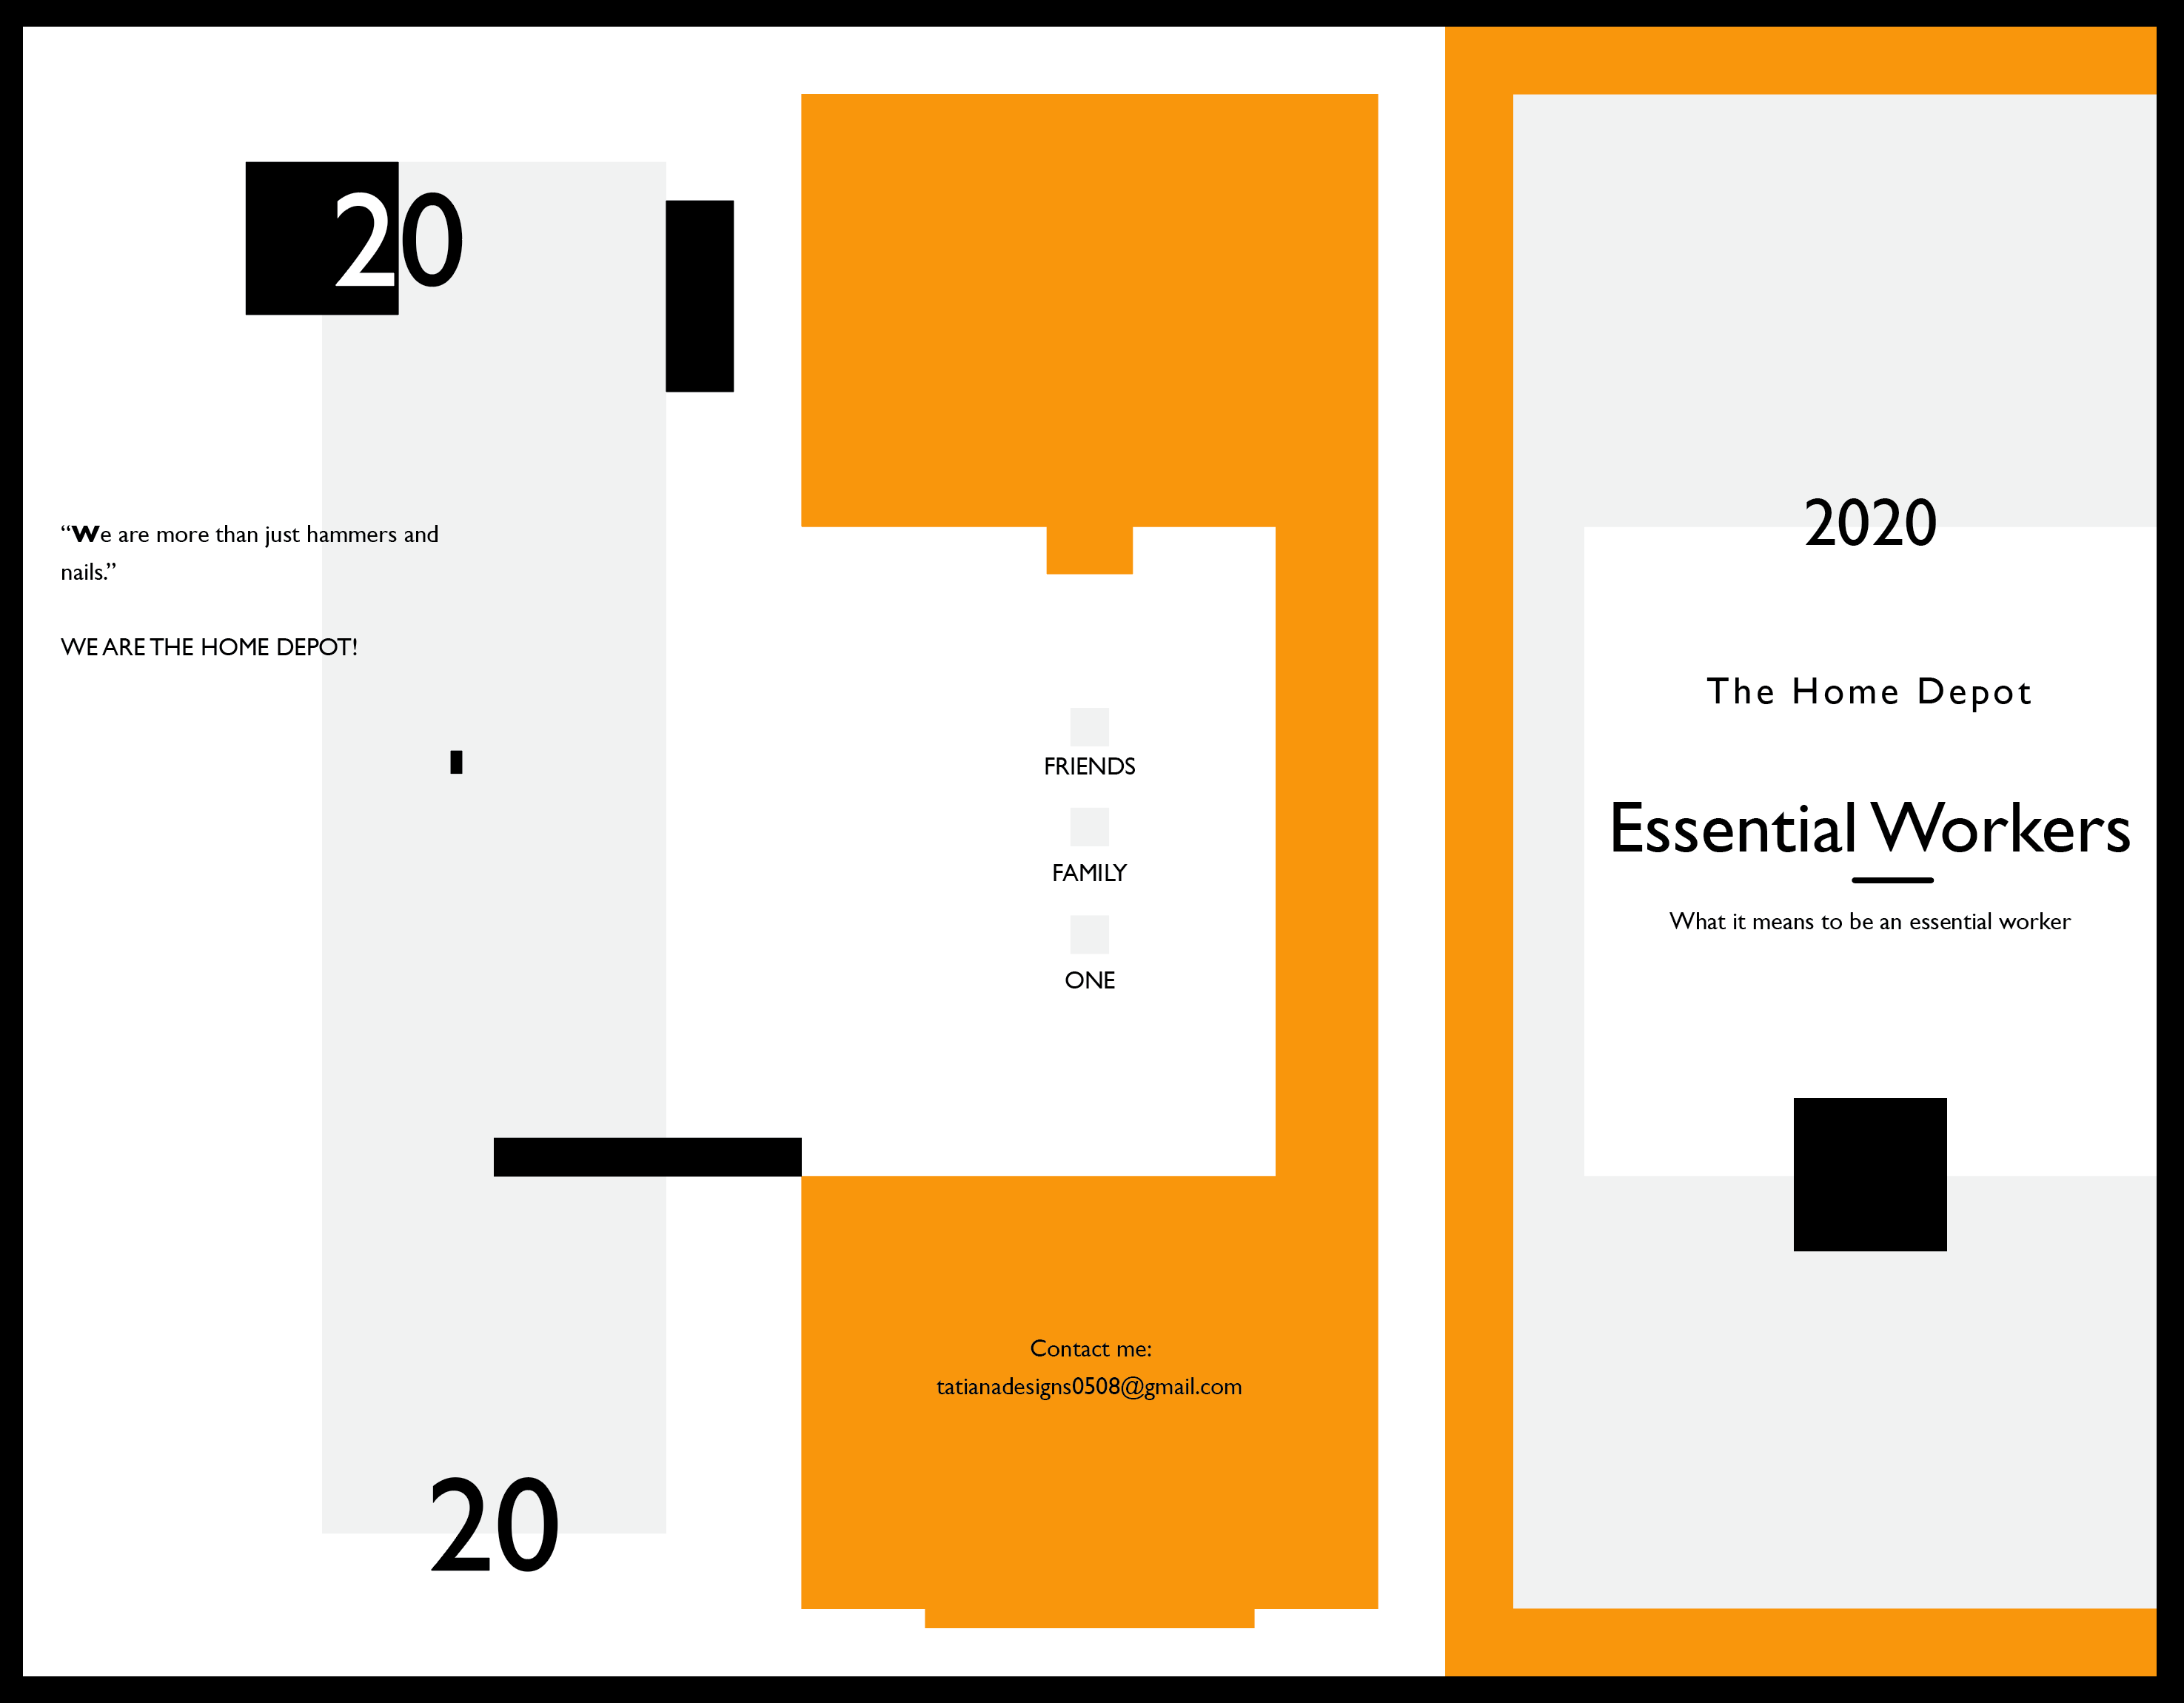 20
“We are more than just hammers and
nails.”
WE ARE THE HOME DEPOT!
20
FRIENDS
FAMILY
ONE
Contact me:
tatianadesigns0508@gmail.com
2020
The Home Depot
Essential Workers
What it means to be an essential worker